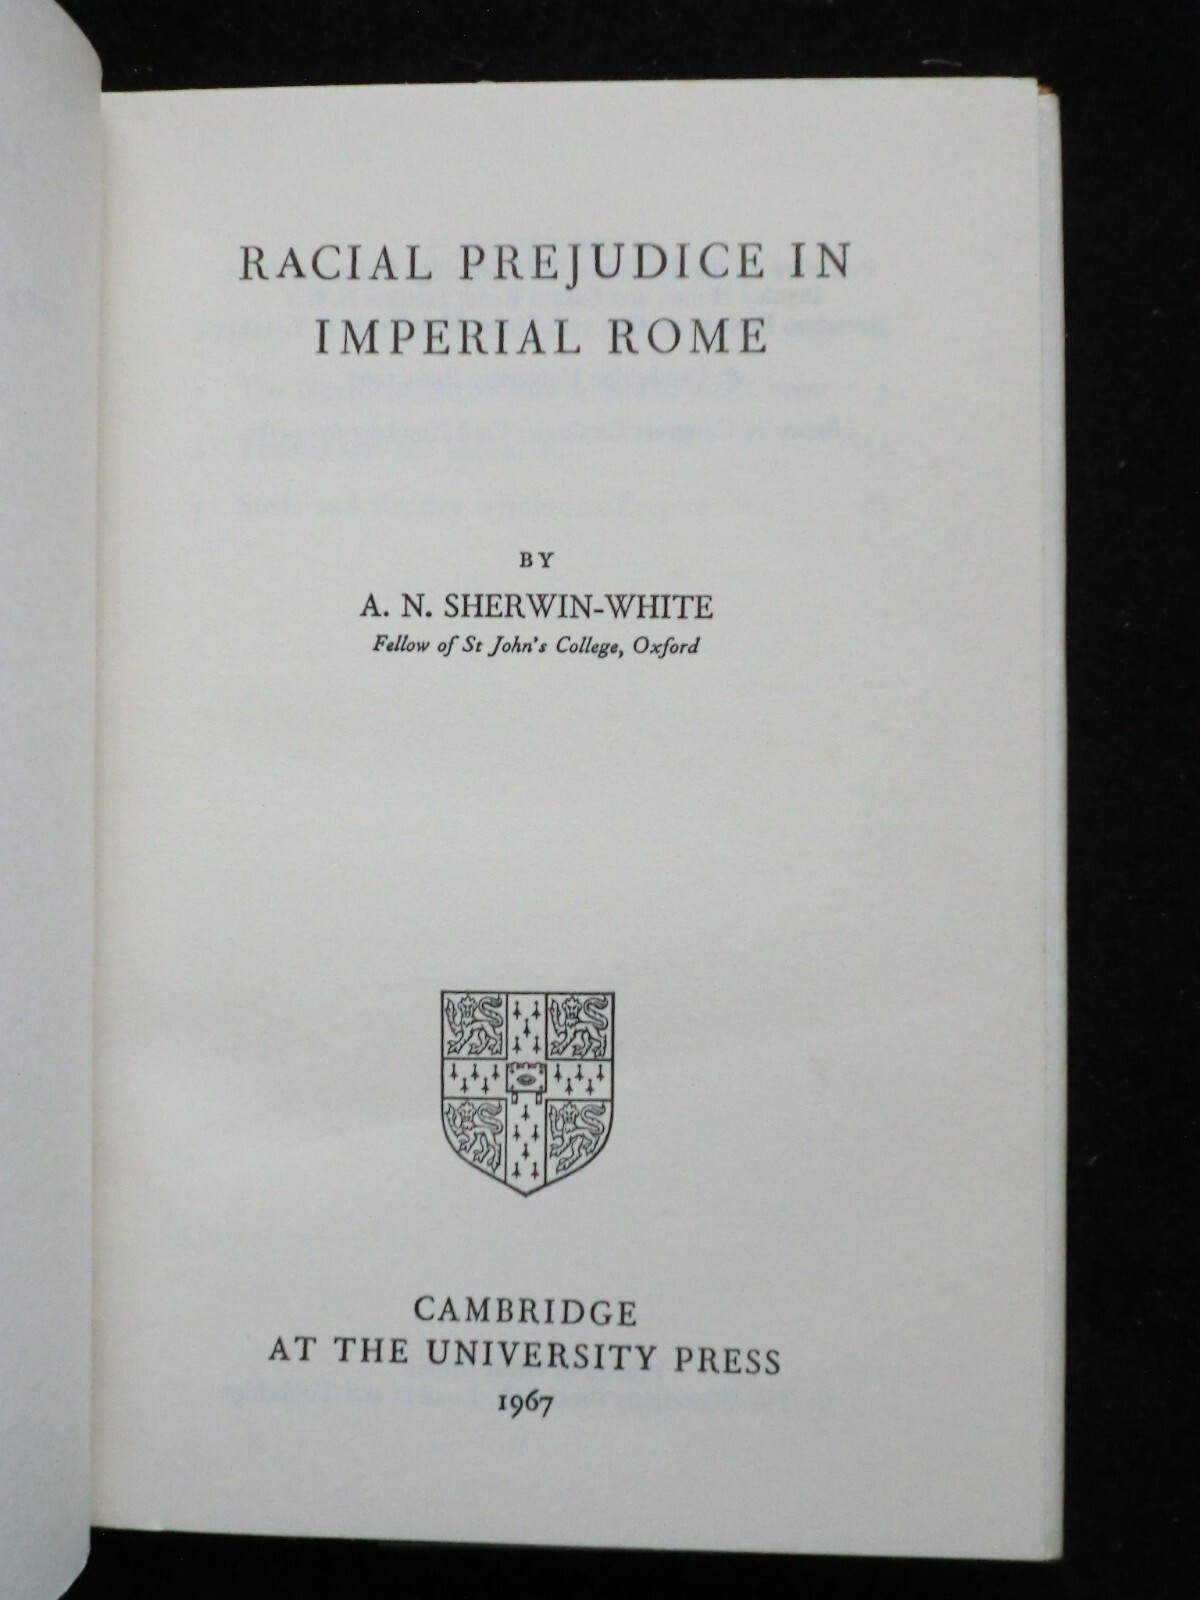 RACIAL PREJUDICE IN
IMPERIAL ROME
BY
A. N. SHERWIN-WHITE
Fellow of St John's College, Oxford
CAMBRIDGE
AT THE UNIVERSITY PRESS
1967